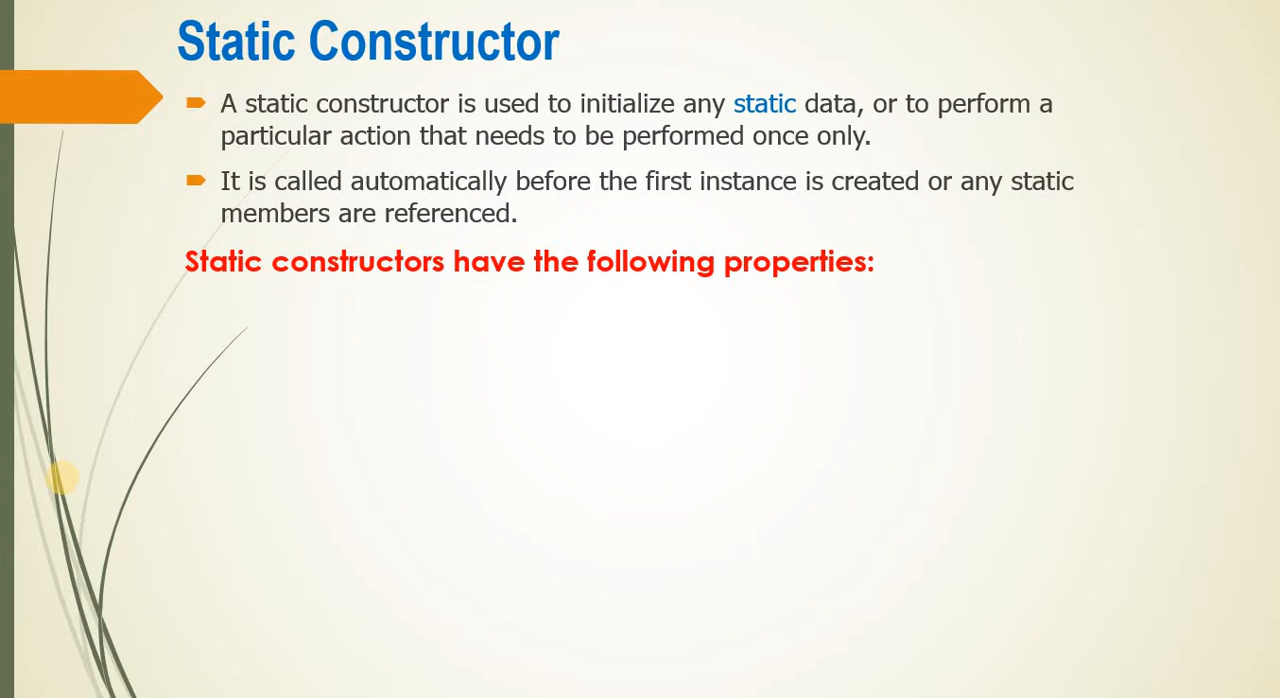 Static Constructor
A static constructor is used to initialize any static data, or to perform a
particular action that needs to be performed once only.
It is called automatically before the first instance is created or any static
members are referenced.
Static constructors have the following properties: